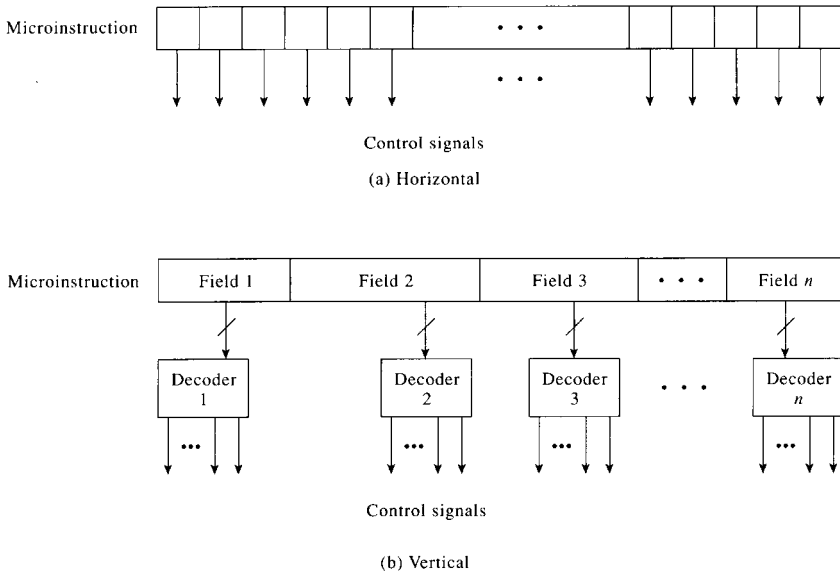 Microinstruction
• • •
• • •
Control signals
(a) Horizontal
Microinstruction Field 1 Field 2 Field 3 • • • Field n
Decoder 1 Decoder 2 Decoder 3 • • • Decoder n
••• ••• ••• •••
Control signals
(b) Vertical